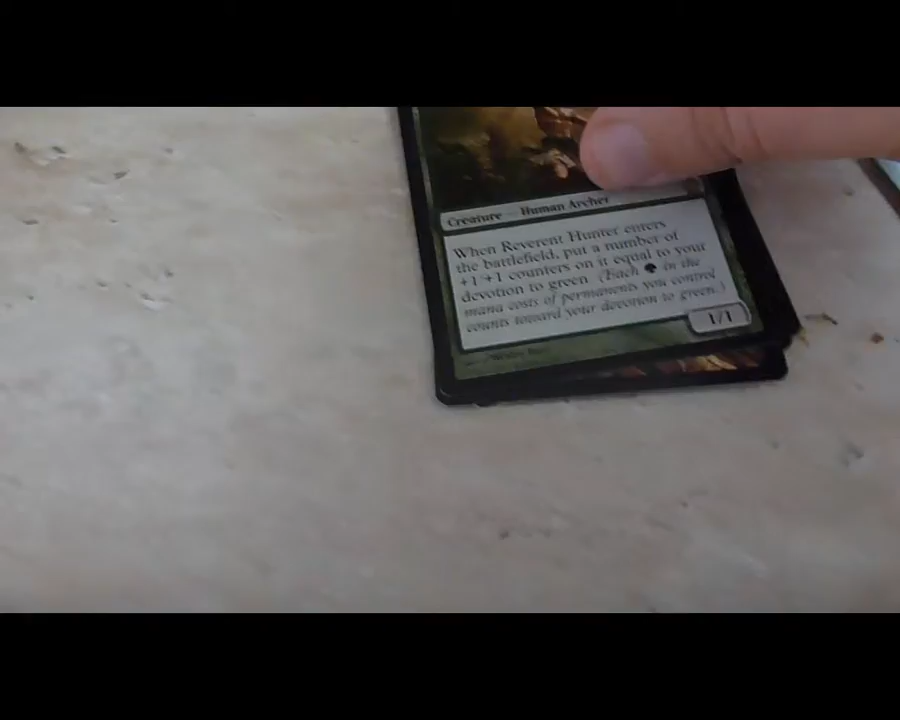 Creature — Human Archer
When Reverent Hunter enters
the battlefield, put a number of
+1/+1 counters on it equal to your
devotion to green. (Each in the
mana costs of permanents you control
counts toward your devotion to green.)
1/1